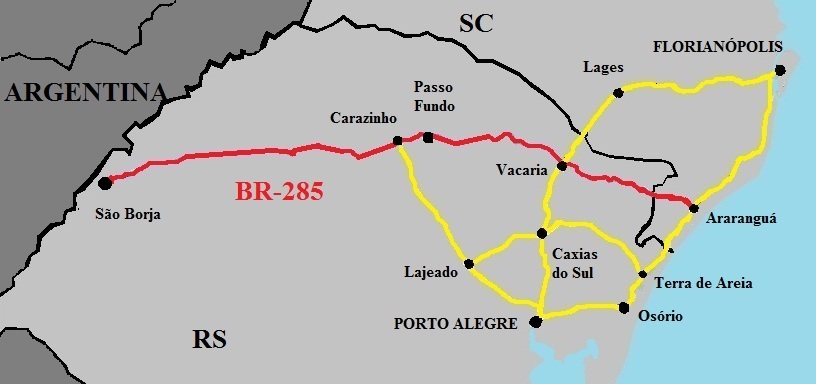 SC
FLORIANÓPOLIS
Lages
ARGENTINA
Passo
Fundo
Carazinho
Vacaria
BR-285
São Borja
Araranguá
Caxias
do Sul
Lajeado
Terra de Areia
Osório
PORTO ALEGRE
RS